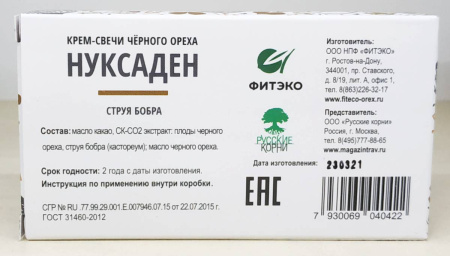 КРЕМ-СВЕЧИ ЧЁРНОГО ОРЕХА
НУКСАДЕН
СТРУЯ БОБРА
Состав: масло какао, СК-СО2 экстракт: плоды черного
ореха, струя бобра (кастореум); масло черного ореха.
Срок годности: 2 года с даты изготовления.
Инструкция по применению внутри коробки.
СГР № RU .77.99.29.001.Е.007946.07.15 от 22.07.2015 г.
ГОСТ 31460-2012
ФИТЭКО
РУССКИЕ
КОРНИ
Дата изготовления:
230321
ЕАС
Изготовитель:
ООО НПФ "ФИТЭКО"
г. Ростов-на-Дону,
344001, пр. Ставского,
д. 8/19, лит. А, офис 1,
тел. 8(863)226-32-17
www.fiteco-orex.ru
Представитель:
ООО «Русские корни»
Россия, г. Москва,
тел. 8(495)777-88-65
www.magazintrav.ru
7 930069 040422